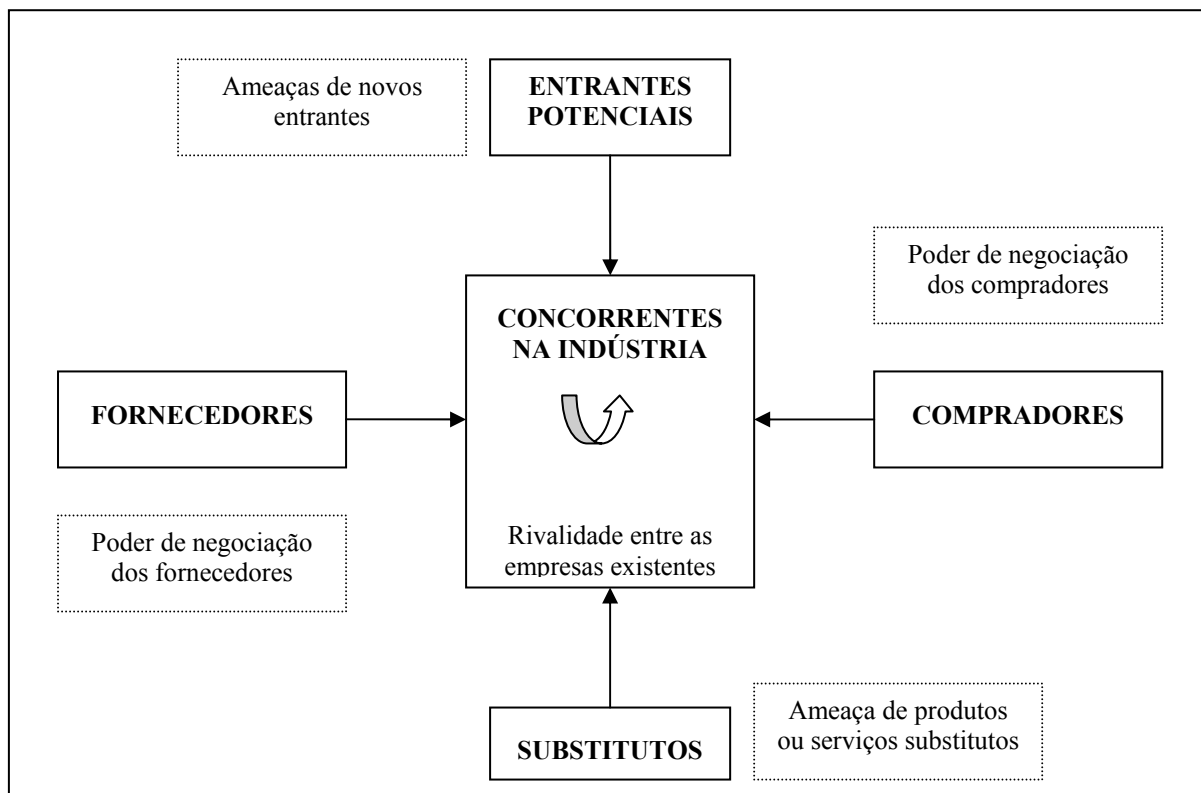 Ameaças de novos
entrantes
ENTRANTES
POTENCIAIS
Poder de negociação
dos compradores
CONCORRENTES
NA INDÚSTRIA
FORNECEDORES
COMPRADORES
Poder de negociação
dos fornecedores
Rivalidade entre as
empresas existentes
SUBSTITUTOS
Ameaça de produtos
ou serviços substitutos